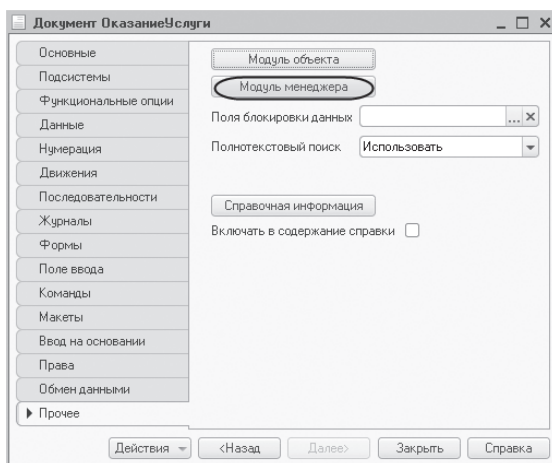 Документ ОказаниеУслуги
Основные
Подсистемы
Функциональные опции
Данные
Нумерация
Движения
Последовательности
Журналы
Формы
Поле ввода
Команды
Макеты
Ввод на основании
Права
Обмен данными
Прочее
Модуль объекта
Модуль менеджера
Поля блокировки данных ...
Полнотекстовый поиск Использовать
Справочная информация
Включать в содержание справки
Действия <Назад Далее> Закрыть Справка